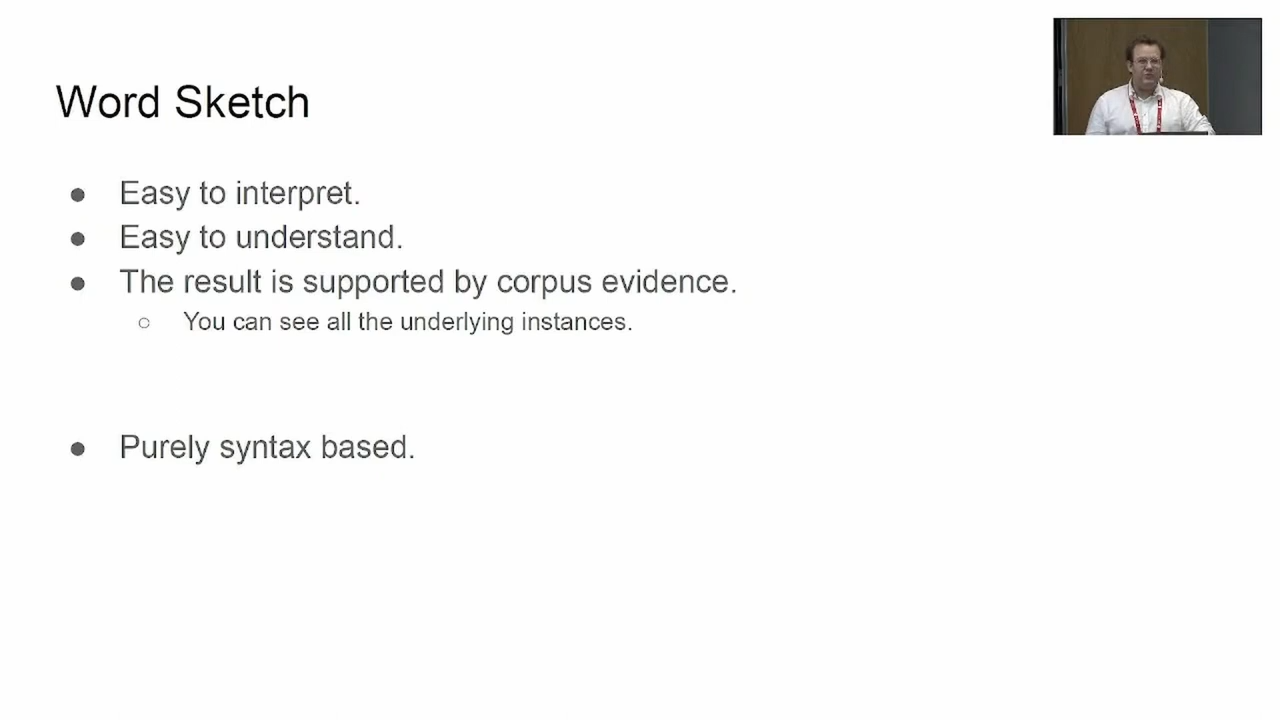 Word Sketch
● Easy to interpret.
● Easy to understand.
● The result is supported by corpus evidence.
○ You can see all the underlying instances.
● Purely syntax based.